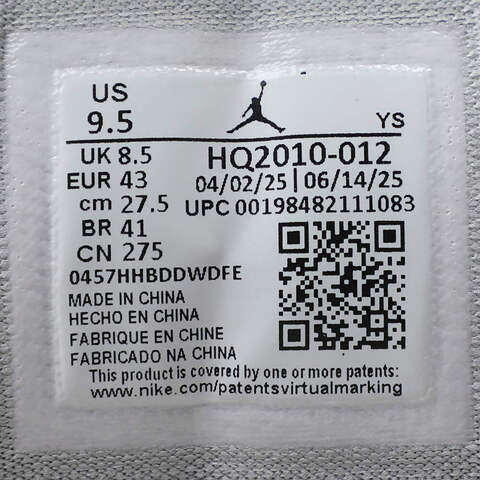 US
9.5
YS
UK 8.5
EUR 43
cm 27.5
BR 41
CN 275
HQ2010-012
04/02/25 | 06/14/25
UPC 00198482111083
0457HHBDDWDFE
MADE IN CHINA
HECHO EN CHINA
FABRIQUE EN CHINE
FABRICADO NA CHINA
This product is covered by one or more patents:
www.nike.com/patentsvirtualmarking